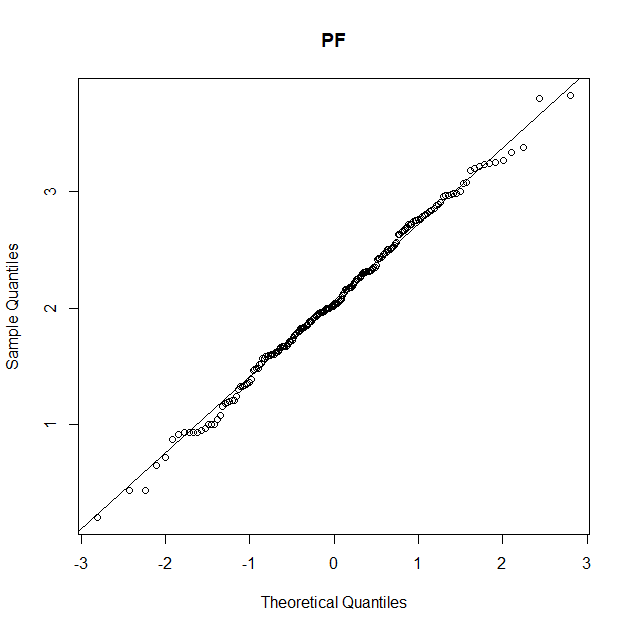 PF
Sample Quantiles
3
2
1
-3 -2 -1 0 1 2 3
Theoretical Quantiles